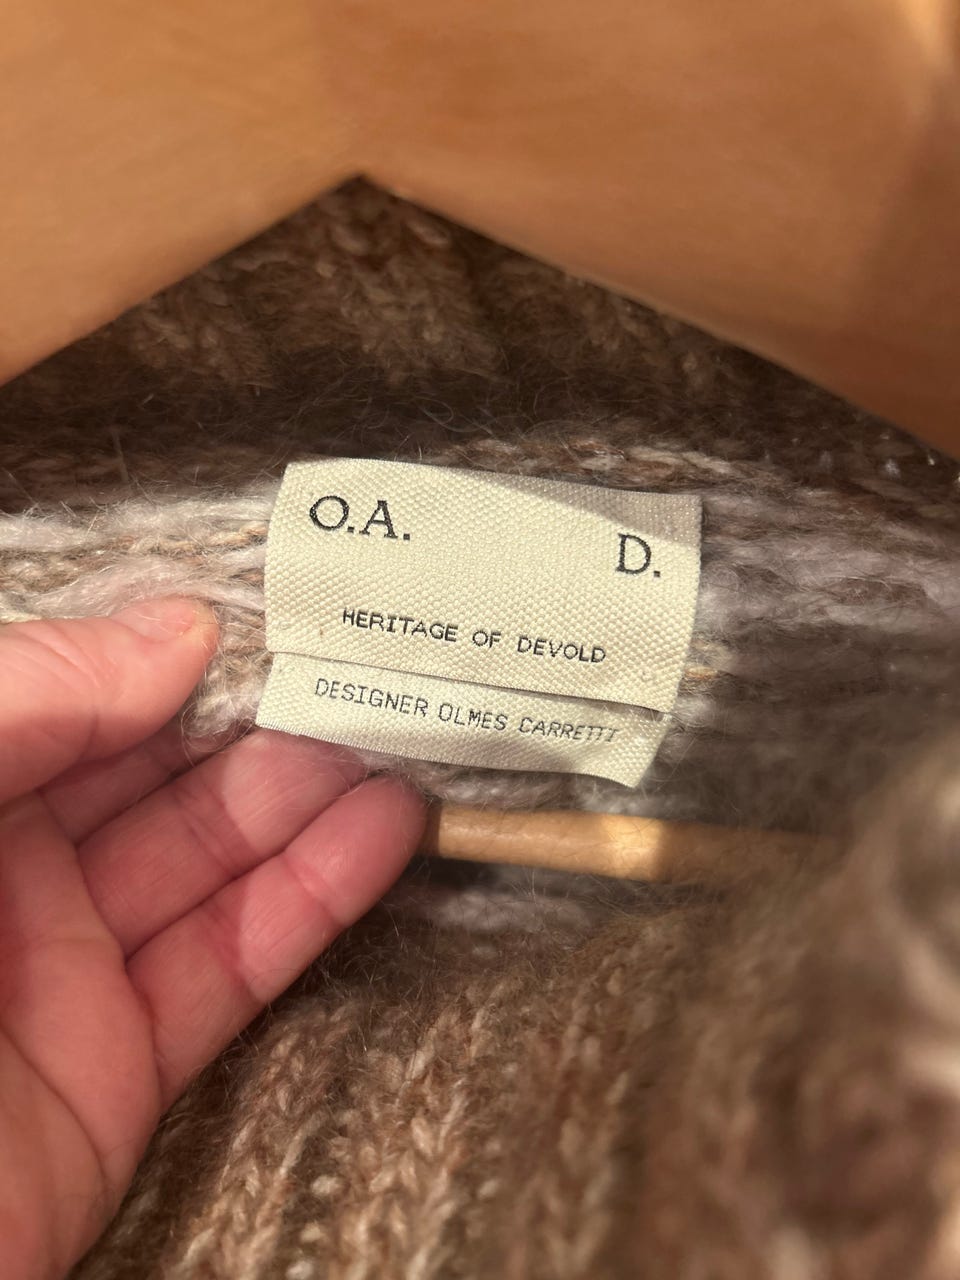 O.A. D.
HERITAGE OF DEVOLD
DESIGNER OLMES CARRETTI